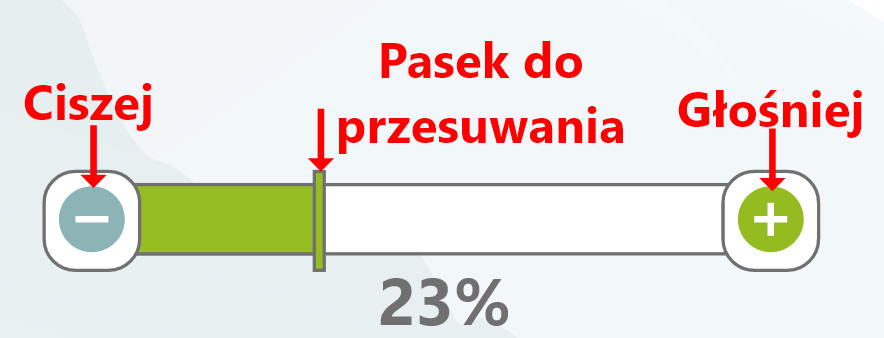 Ciszej
Pasek do
przesuwania
Głośniej
23%